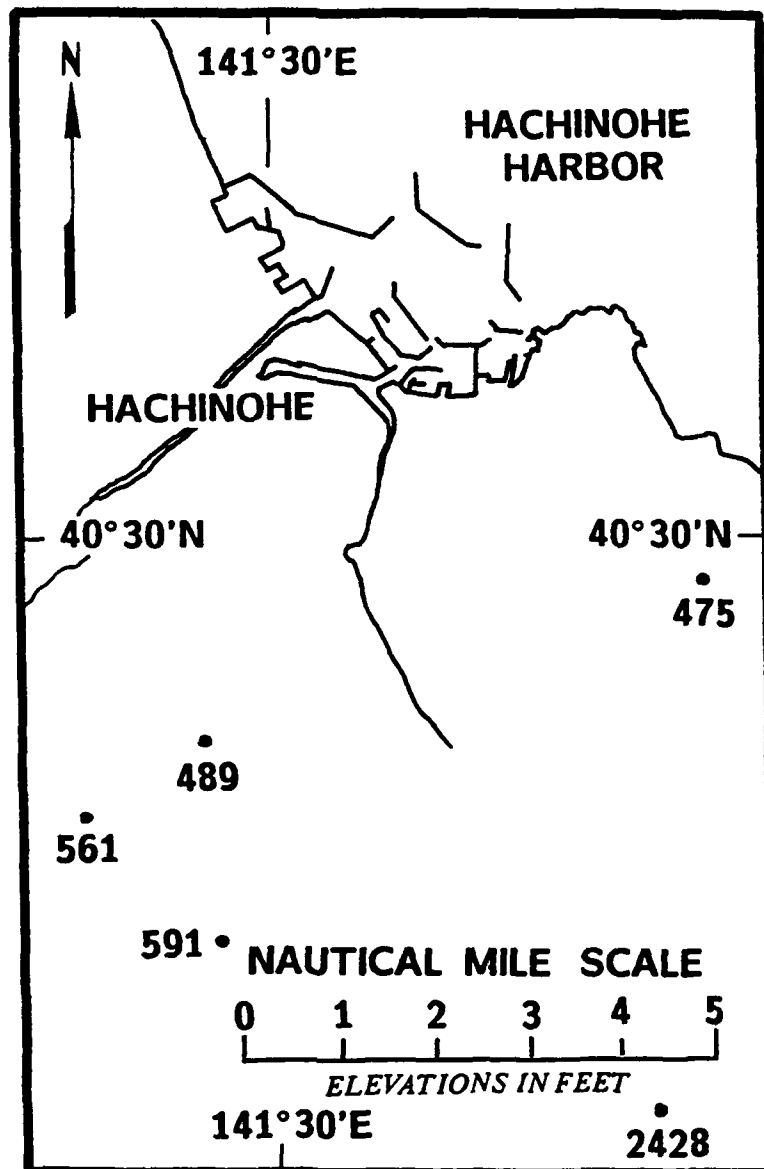 N
141°30'E
HACHINOHE
HARBOR
HACHINOHE
40°30'N
40°30'N
475
489
561
591
NAUTICAL MILE SCALE
0 1 2 3 4 5
ELEVATIONS IN FEET
141°30'E
2428